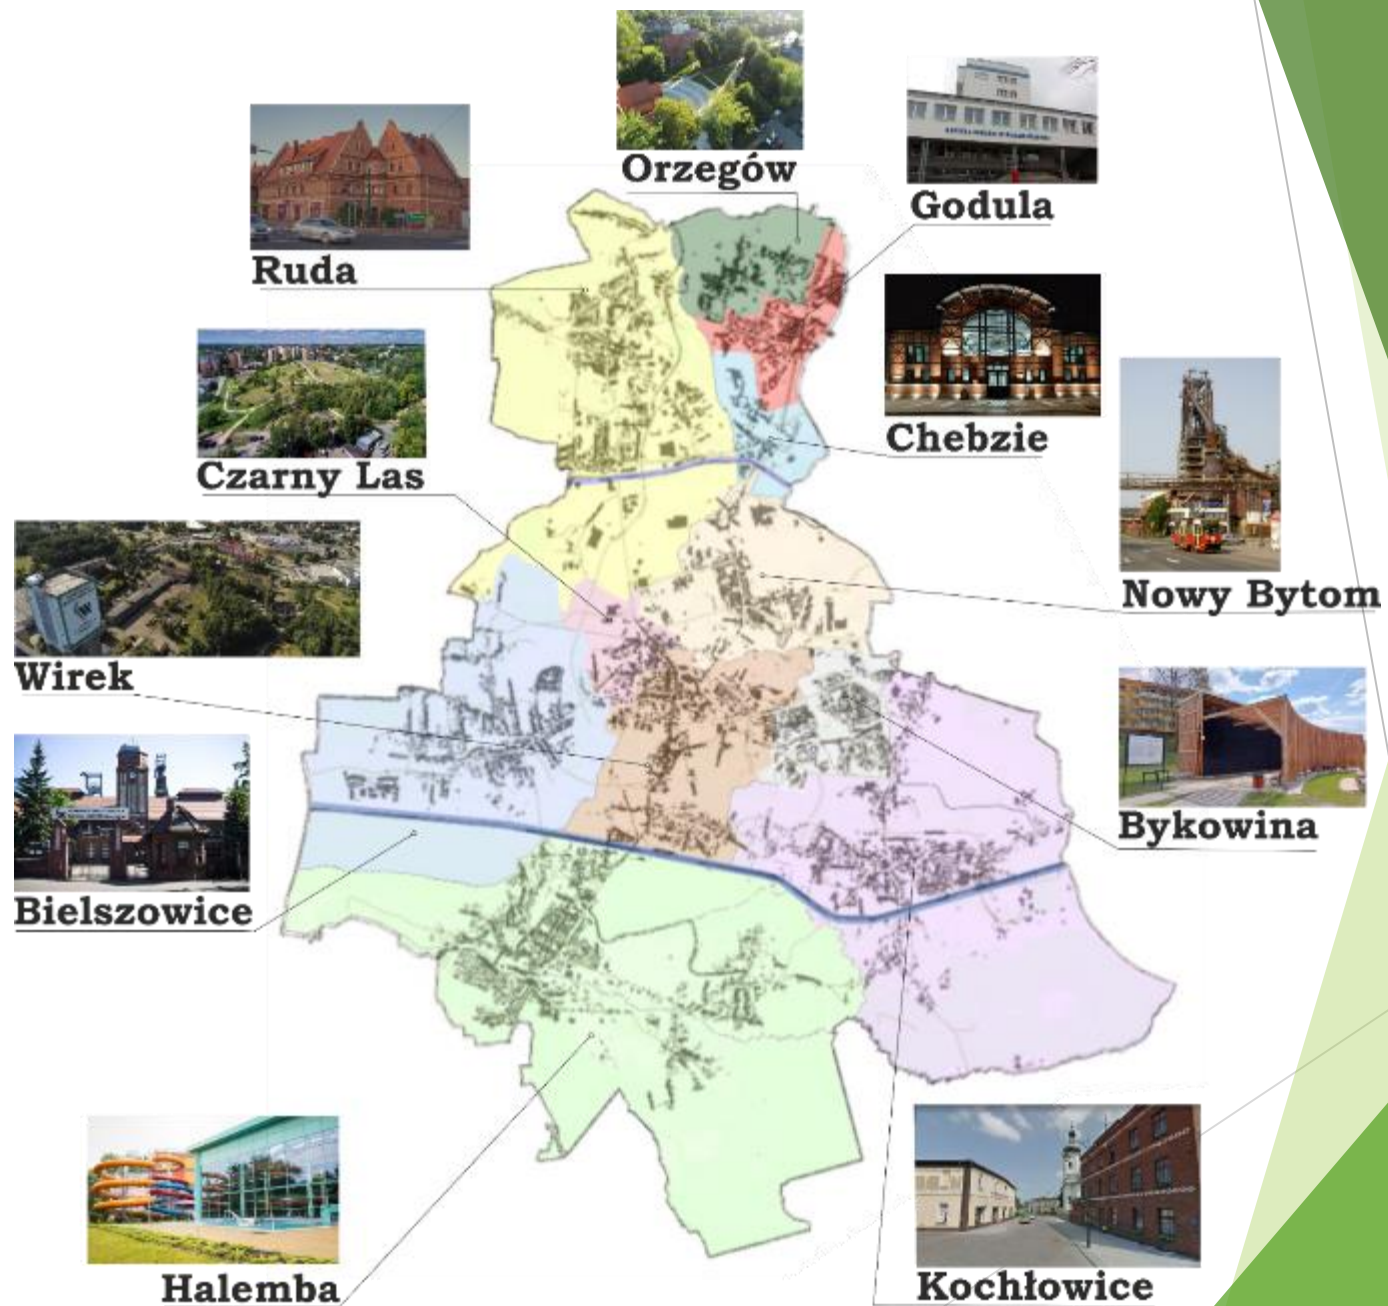 Orzegów
Godula
Ruda
Chebzie
Czarny Las
Nowy Bytom
Wirek
W
Bykowina
Bielszowice
Halemba
Kochłowice